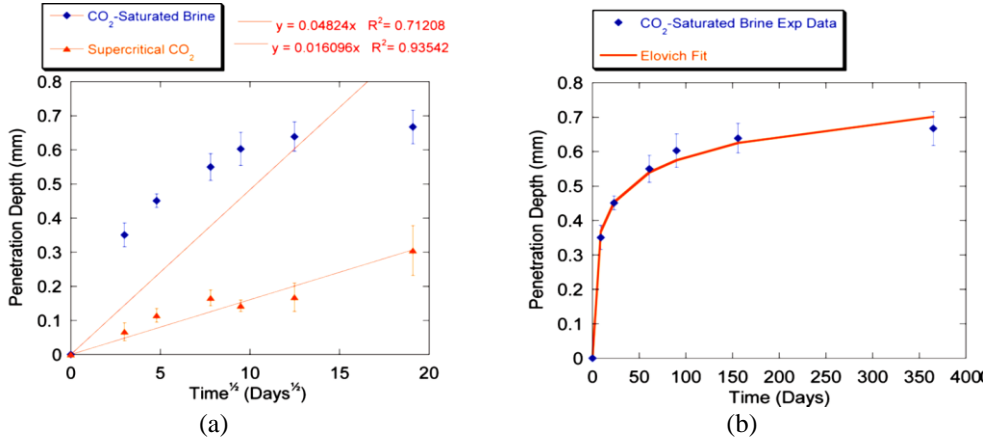 CO2-Saturated Brine
y = 0.04824x R2= 0.71208
Supercritical CO2
y = 0.016096x R2= 0.93542
0.8
0.7
0.6
0.5
0.4
0.3
0.2
0.1
0
Penetration Depth (mm)
0 5 10 15 20
Time½ (Days½)
(a)
CO2-Saturated Brine Exp Data
Elovich Fit
0.8
0.7
0.6
0.5
0.4
0.3
0.2
0.1
0
Penetration Depth (mm)
0 50 100 150 200 250 300 350 400
Time (Days)
(b)